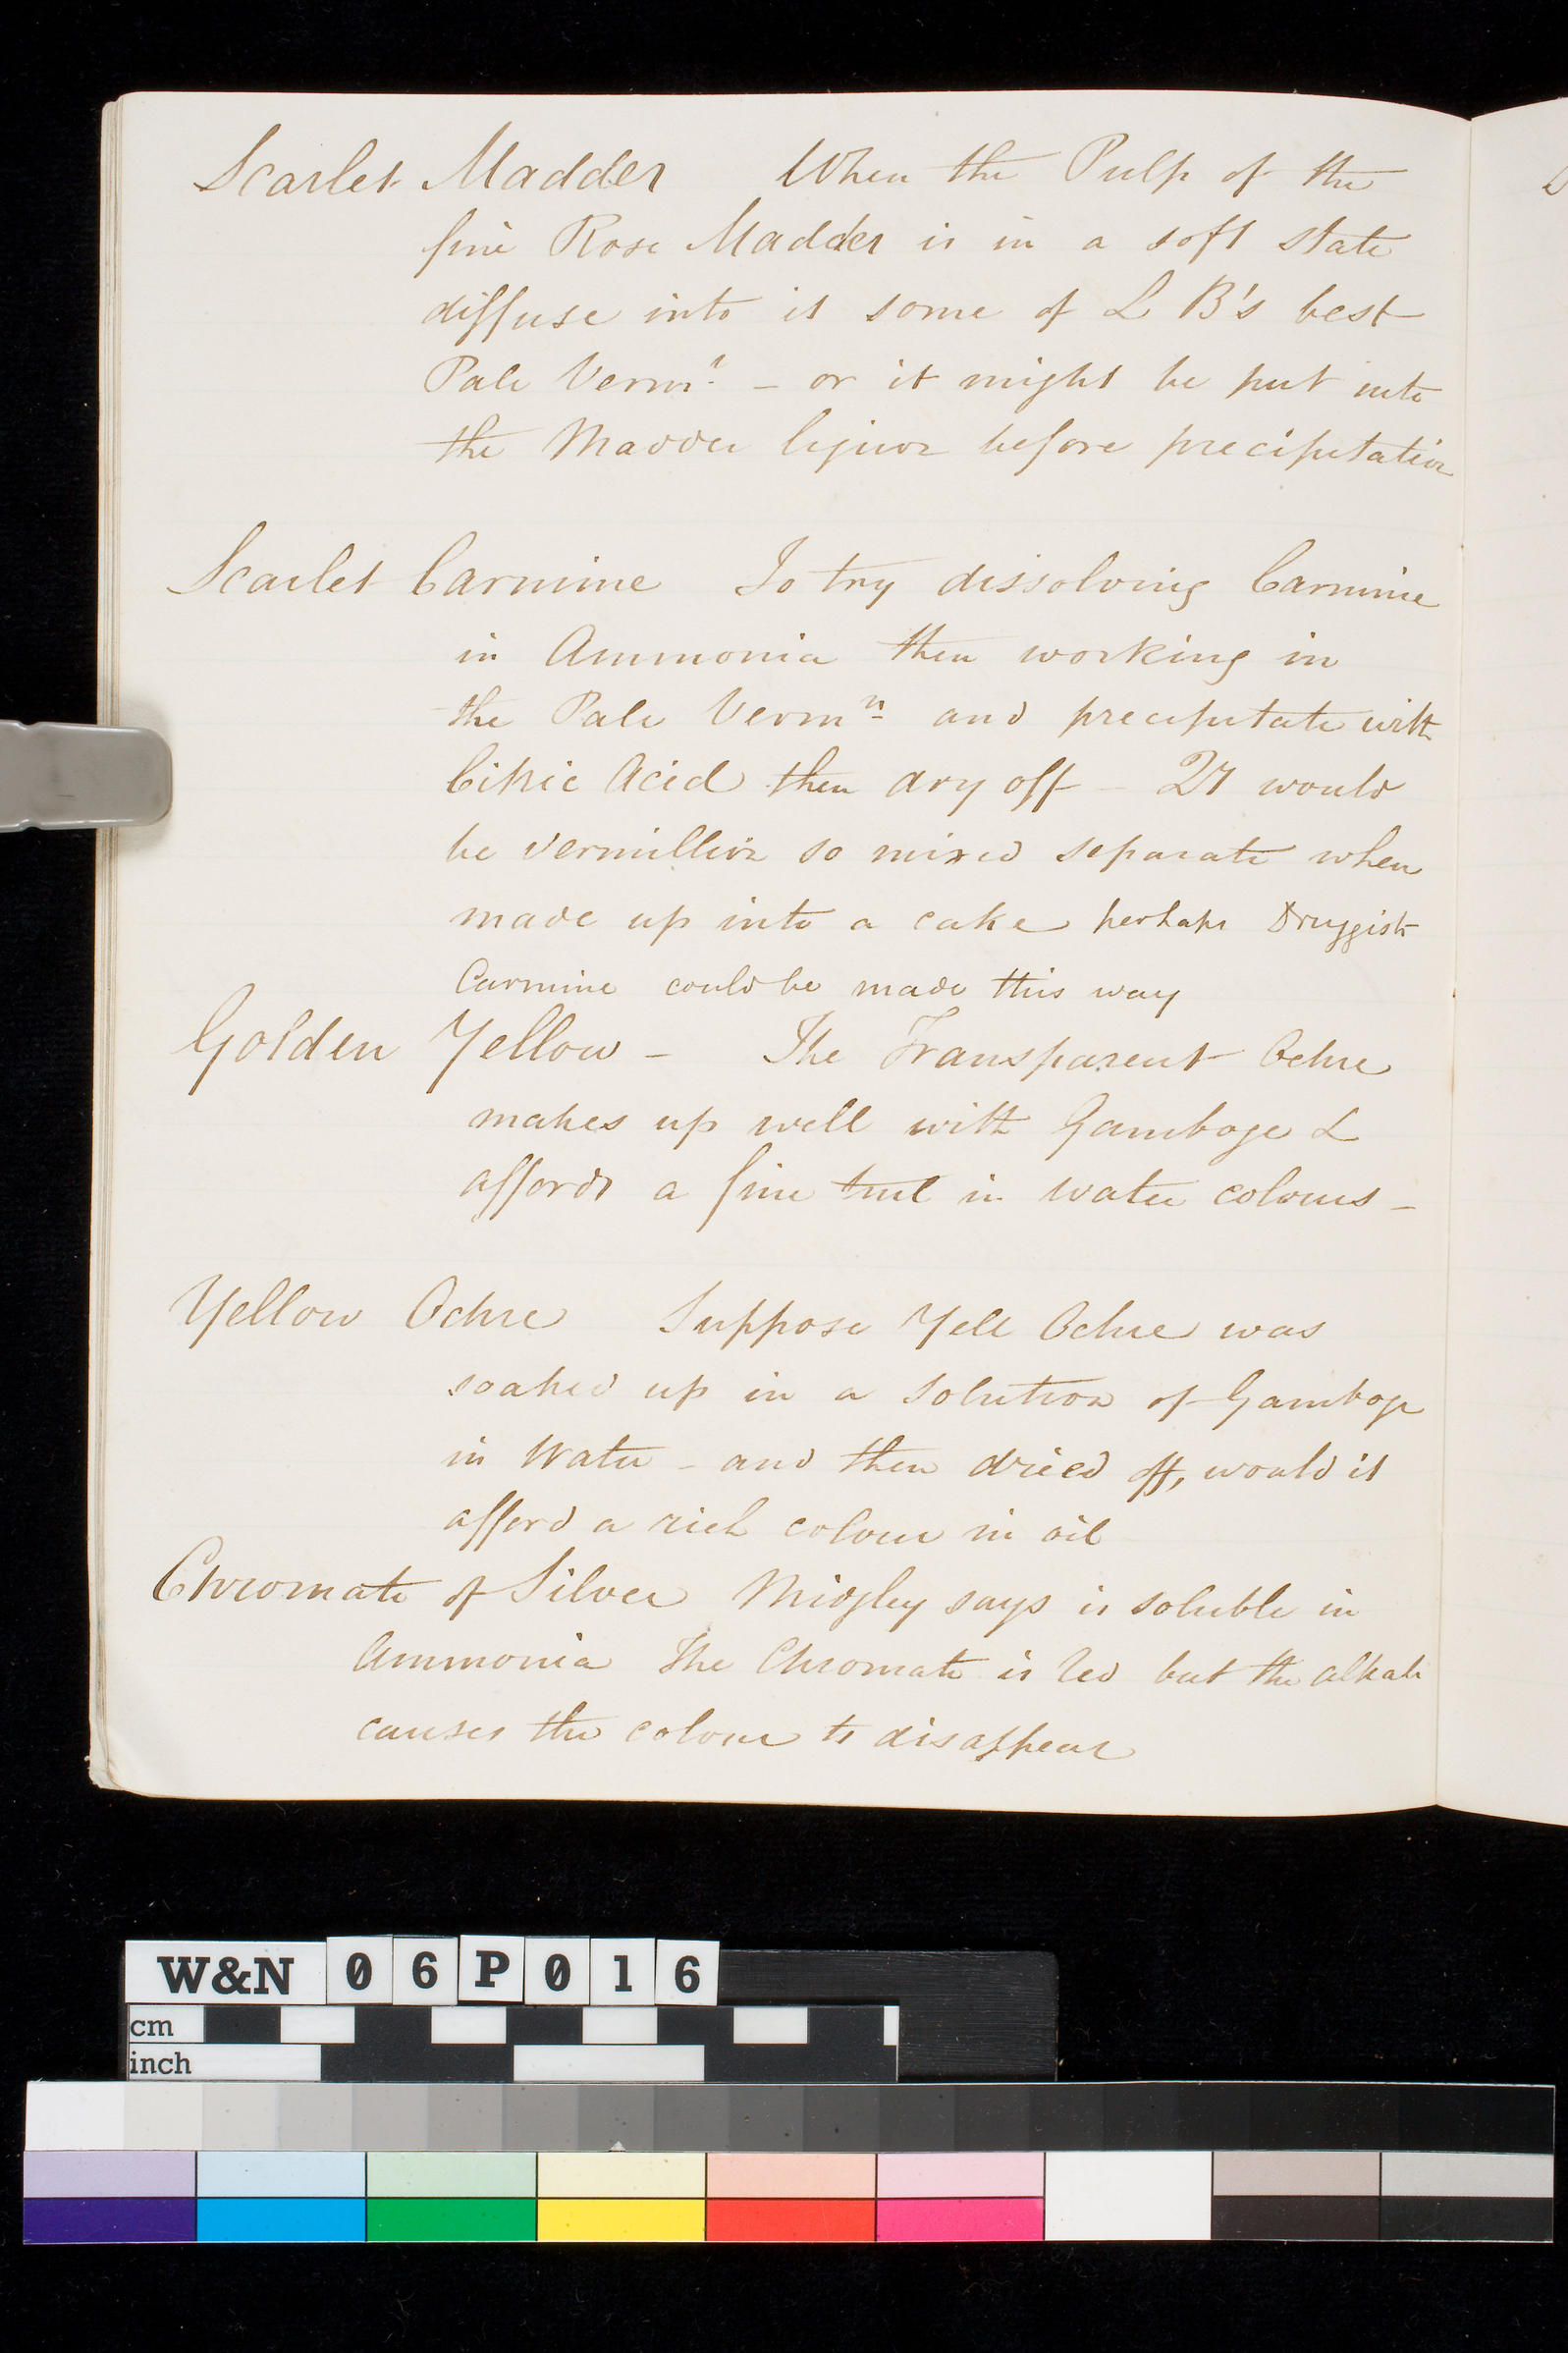 Scarlet Madder When the Pulp of the
fine Rose Madder is in a soft state
diffuse into it some of L B's best
Pale Vermn. – or it might be put into
the Madder liquor before precipitation
Scarlet Carmine To try dissolving Carmine
in Ammonia then working in
the Pale Vermn and precipitate with
Citric Acid then dry off – would
be vermillion so mixed separate when
made up into a cake perhaps Druggists
Carmine could be made this way
Golden Yellow – The Transparent Ochre
makes up well with Gamboge &
affords a fine tint in water colours –
Yellow Ochre Suppose Yell Ochre was
soaked up in a solution of Gamboge
in Water – and then dried off, would it
afford a rich colour in oil
Chromate of Silver Midgley says is soluble in
Ammonia The Chromate is Red but the alkali
causes the colour to disappear
W&N 06P016
cm
inch